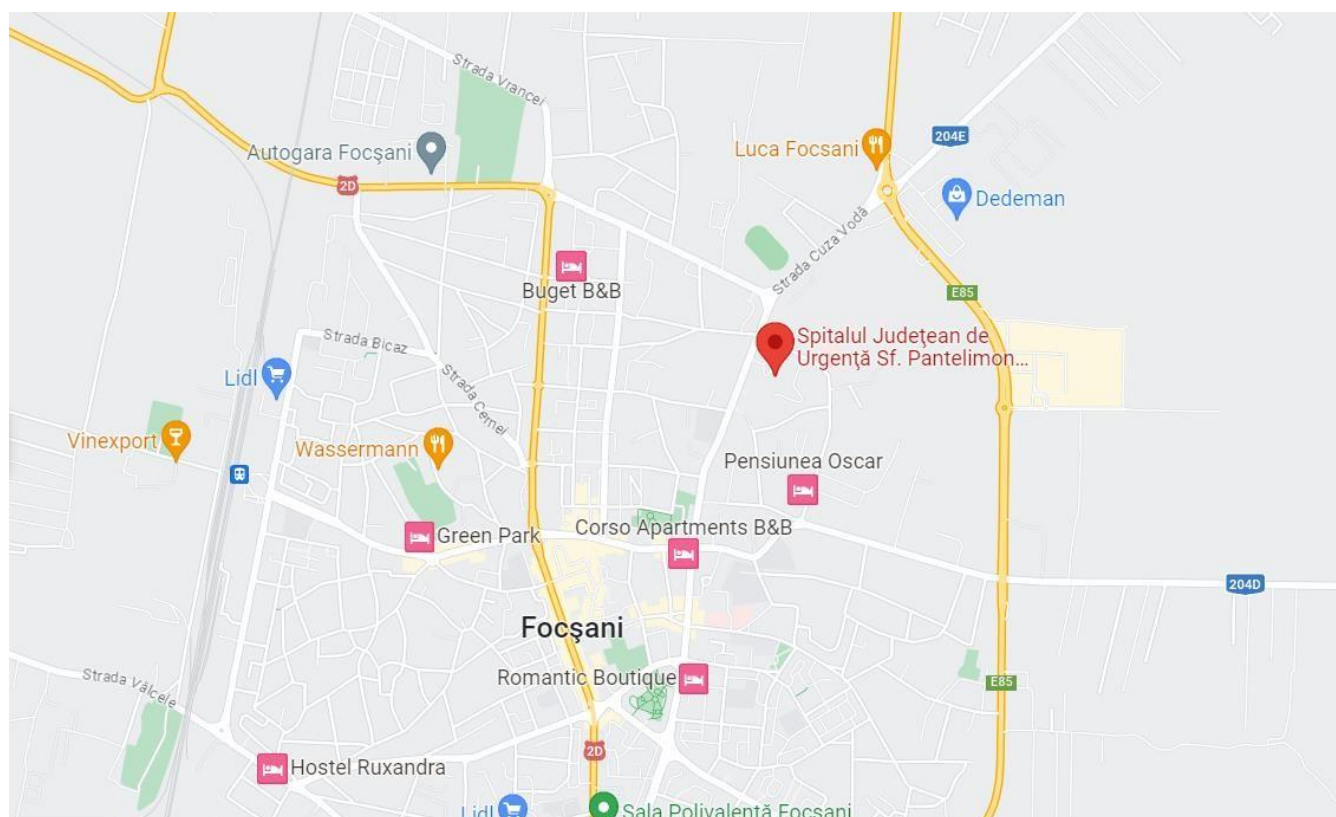 Strada Vrancei
204E
Luca Focsani
Autogara Focşani
2D
Dedeman
Strada Cuza Vodă
Buget B&B
E85
Strada Bicaz
Spitalul Judeţean de
Urgenţă Sf. Pantelimon...
Lidl
Strada Cernei
Vinexport
Wassermann
Pensiunea Oscar
Corso Apartments B&B
Green Park
204D
Focşani
Romantic Boutique
Strada Vâlcele
E85
2D
Hostel Ruxandra
Lidl
Sala Polivalentă Focşani